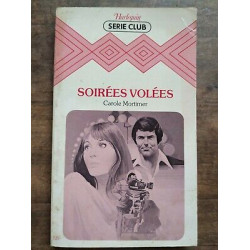 Harlequin
SERIE CLUB
SOIRÉES VOLÉES
Carole Mortimer